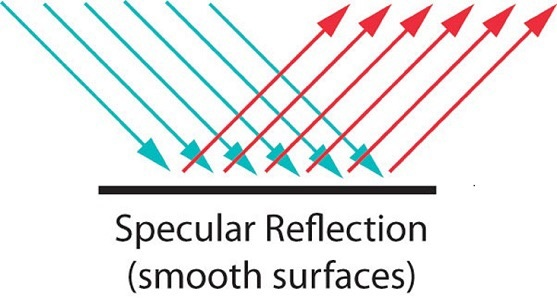 Specular Reflection
(smooth surfaces)